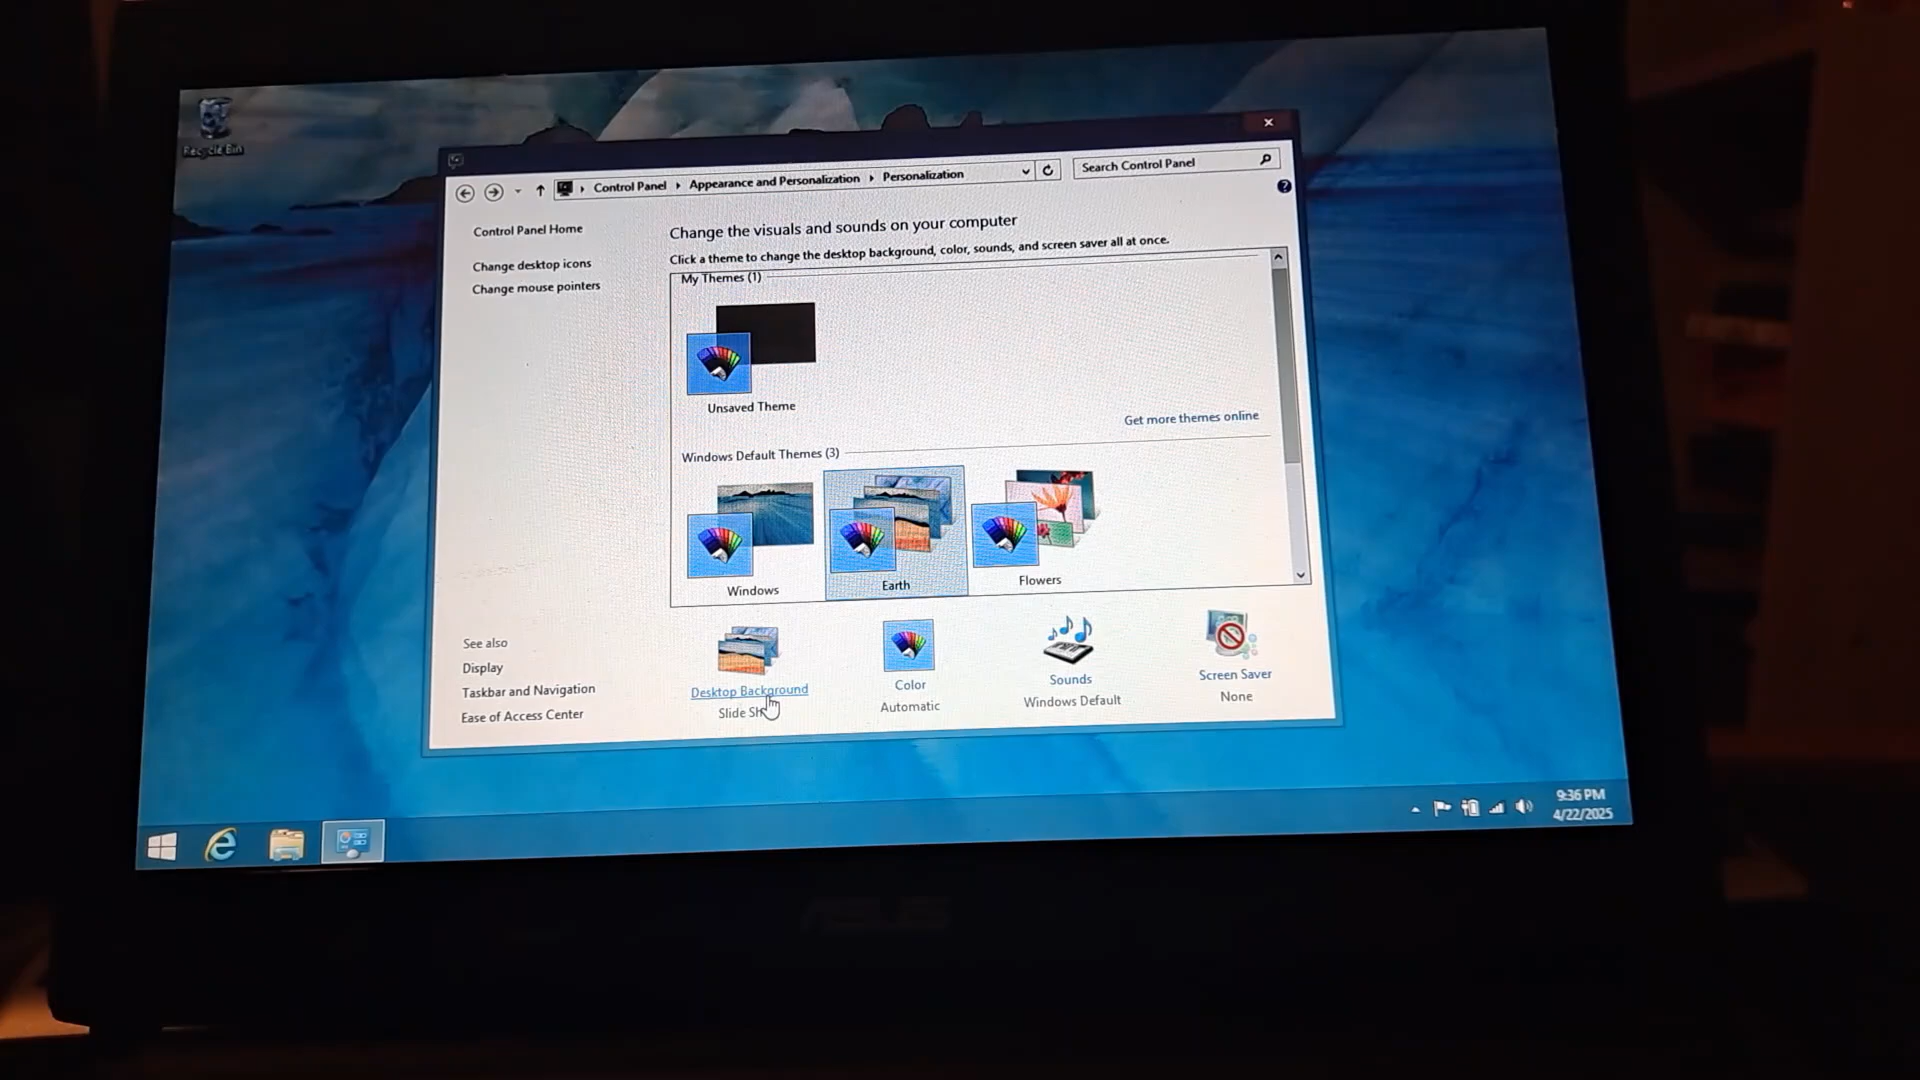 Recycle Bin
Control Panel Appearance and Personalization Personalization
Search Control Panel
Control Panel Home
Change desktop icons
Change mouse pointers
Change the visuals and sounds on your computer
Click a theme to change the desktop background, color, sounds, and screen saver all at once.
My Themes (1)
Unsaved Theme
Get more themes online
Windows Default Themes (3)
Windows
Earth
Flowers
See also
Display
Taskbar and Navigation
Ease of Access Center
Desktop Background
Slide Sh
Color
Automatic
Sounds
Windows Default
Screen Saver
None
9:36 PM
4/22/2025
ASUS